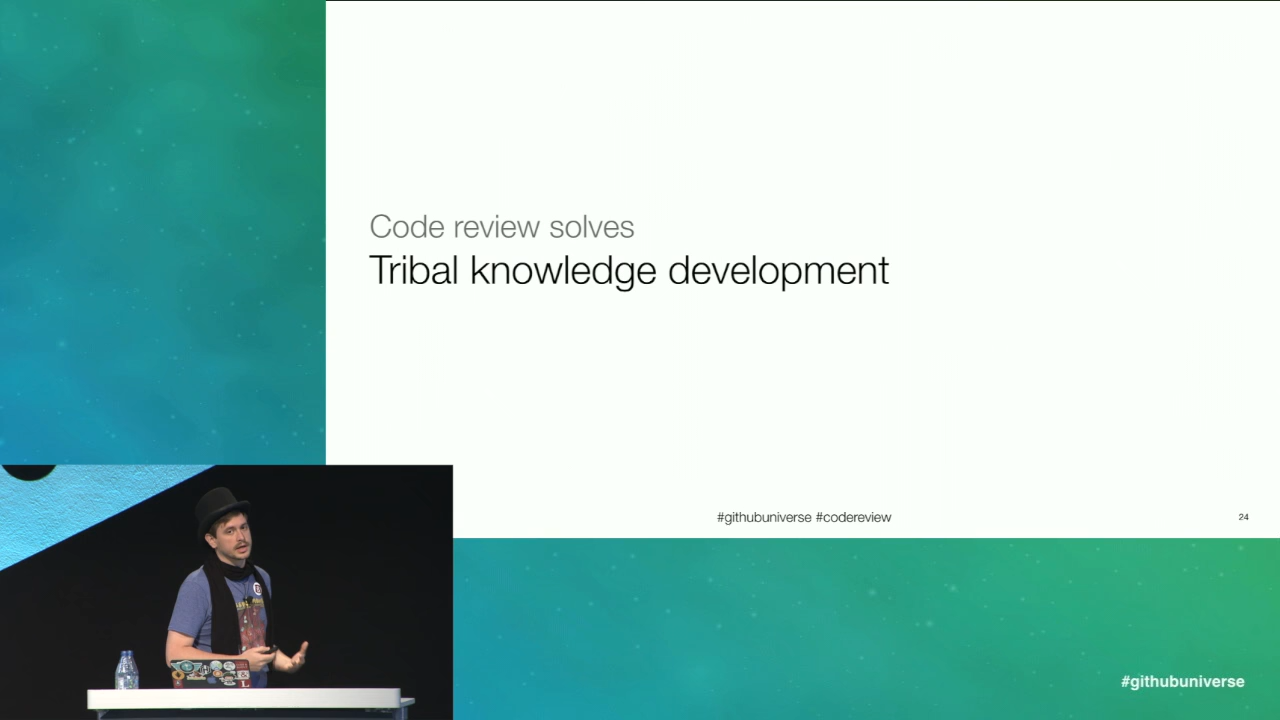 Code review solves
Tribal knowledge development
#githubuniverse #codereview
24
#githubuniverse